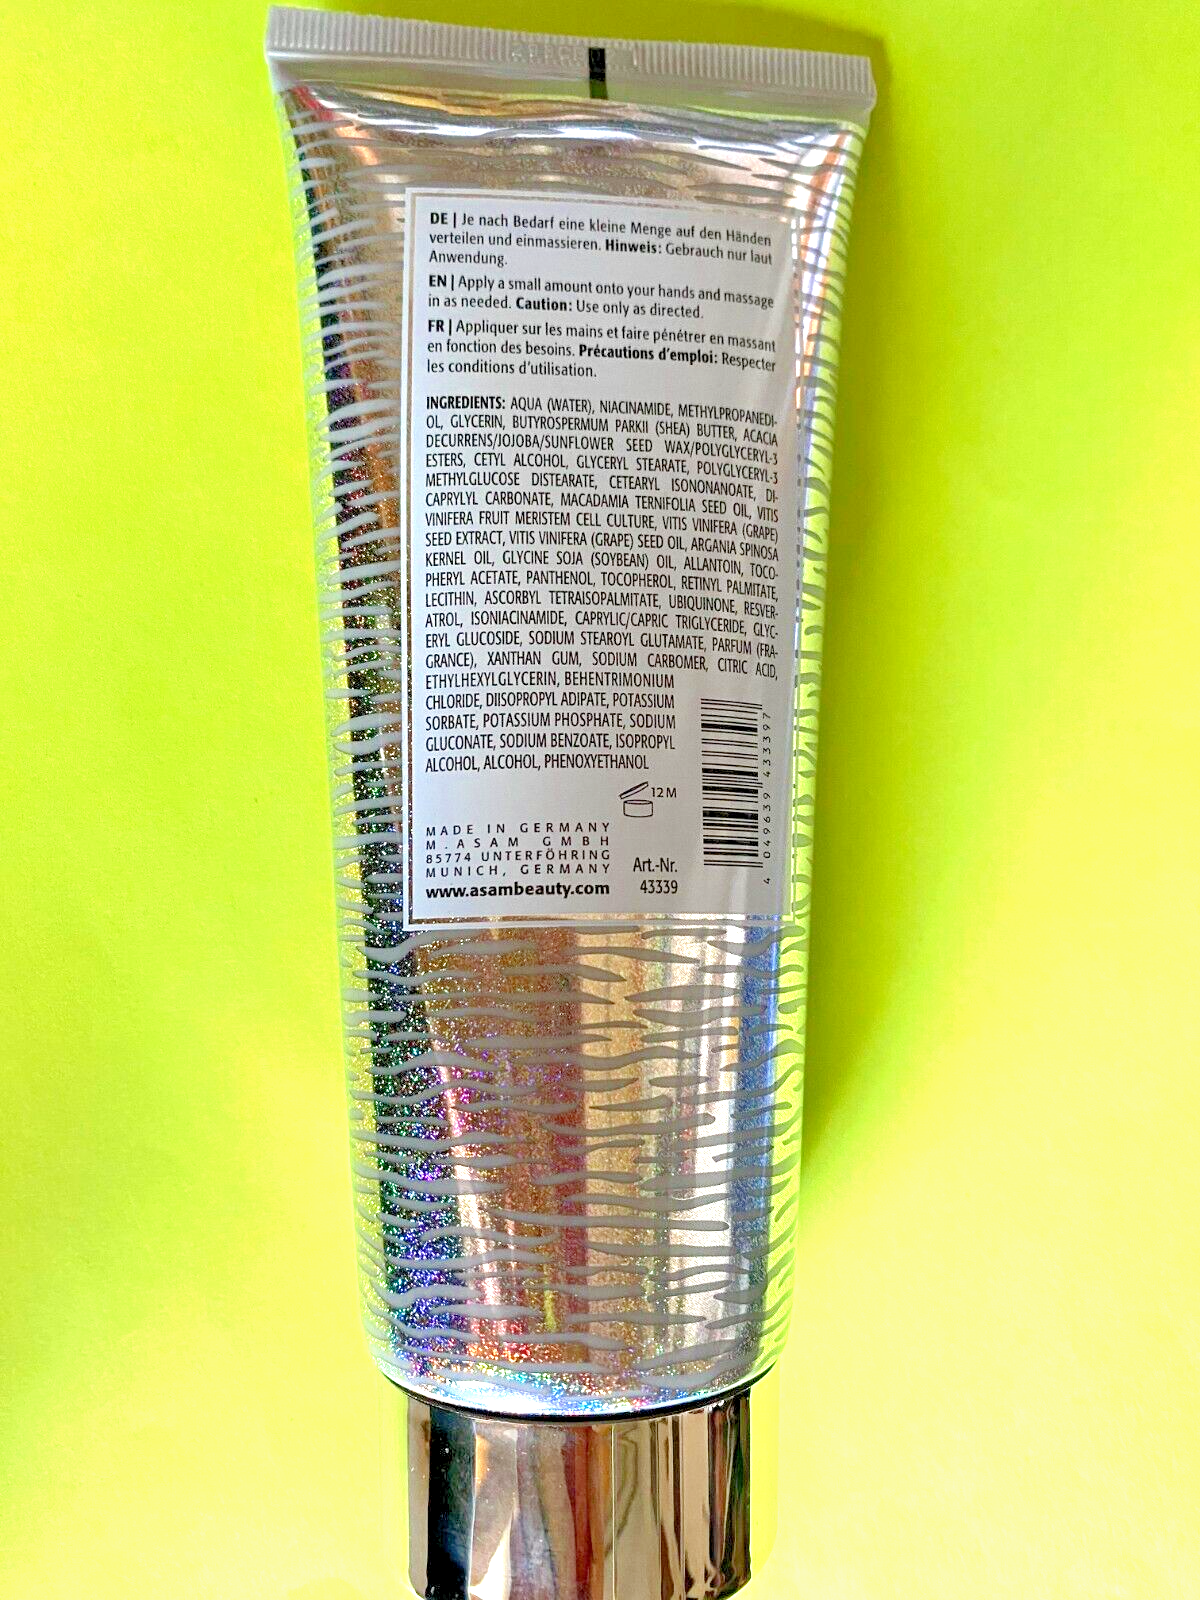 DE | Je nach Bedarf eine kleine Menge auf den Händen
verteilen und einmassieren. Hinweis: Gebrauch nur laut
Anwendung.
EN | Apply a small amount onto your hands and massage
in as needed. Caution: Use only as directed.
FR | Appliquer sur les mains et faire pénétrer en massant
en fonction des besoins. Précautions d'emploi: Respecter
les conditions d'utilisation.
INGREDIENTS: AQUA (WATER), NIACINAMIDE, METHYLPROPANEDI-
OL, GLYCERIN, BUTYROSPERMUM PARKII (SHEA) BUTTER, ACACIA
DECURRENS/JOJOBA/SUNFLOWER SEED WAX/POLYGLYCERYL-3
ESTERS, CETYL ALCOHOL, GLYCERYL STEARATE, POLYGLYCERYL-3
METHYLGLUCOSE DISTEARATE, CETEARYL ISONONANOATE, DI-
CAPRYLYL CARBONATE, MACADAMIA TERNIFOLIA SEED OIL, VITIS
VINIFERA FRUIT MERISTEM CELL CULTURE, VITIS VINIFERA (GRAPE)
SEED EXTRACT, VITIS VINIFERA (GRAPE) SEED OIL, ARGANIA SPINOSA
KERNEL OIL, GLYCINE SOJA (SOYBEAN) OIL, ALLANTOIN, TOCO-
PHERYL ACETATE, PANTHENOL, TOCOPHEROL, RETINYL PALMITATE,
LECITHIN, ASCORBYL TETRAISOPALMITATE, UBIQUINONE, RESVER-
ATROL, ISONIACINAMIDE, CAPRYLIC/CAPRIC TRIGLYCERIDE, GLYC-
ERYL GLUCOSIDE, SODIUM STEAROYL GLUTAMATE, PARFUM (FRA-
GRANCE), XANTHAN GUM, SODIUM CARBOMER, CITRIC ACID,
ETHYLHEXYLGLYCERIN, BEHENTRIMONIUM
CHLORIDE, DIISOPROPYL ADIPATE, POTASSIUM
SORBATE, POTASSIUM PHOSPHATE, SODIUM
GLUCONATE, SODIUM BENZOATE, ISOPROPYL
ALCOHOL, ALCOHOL, PHENOXYETHANOL
12 M
MADE IN GERMANY
M. ASAM GMBH
85774 UNTERFÖHRING
MUNICH, GERMANY
www.asambeauty.com
Art.-Nr.
43339
4 049639 433397